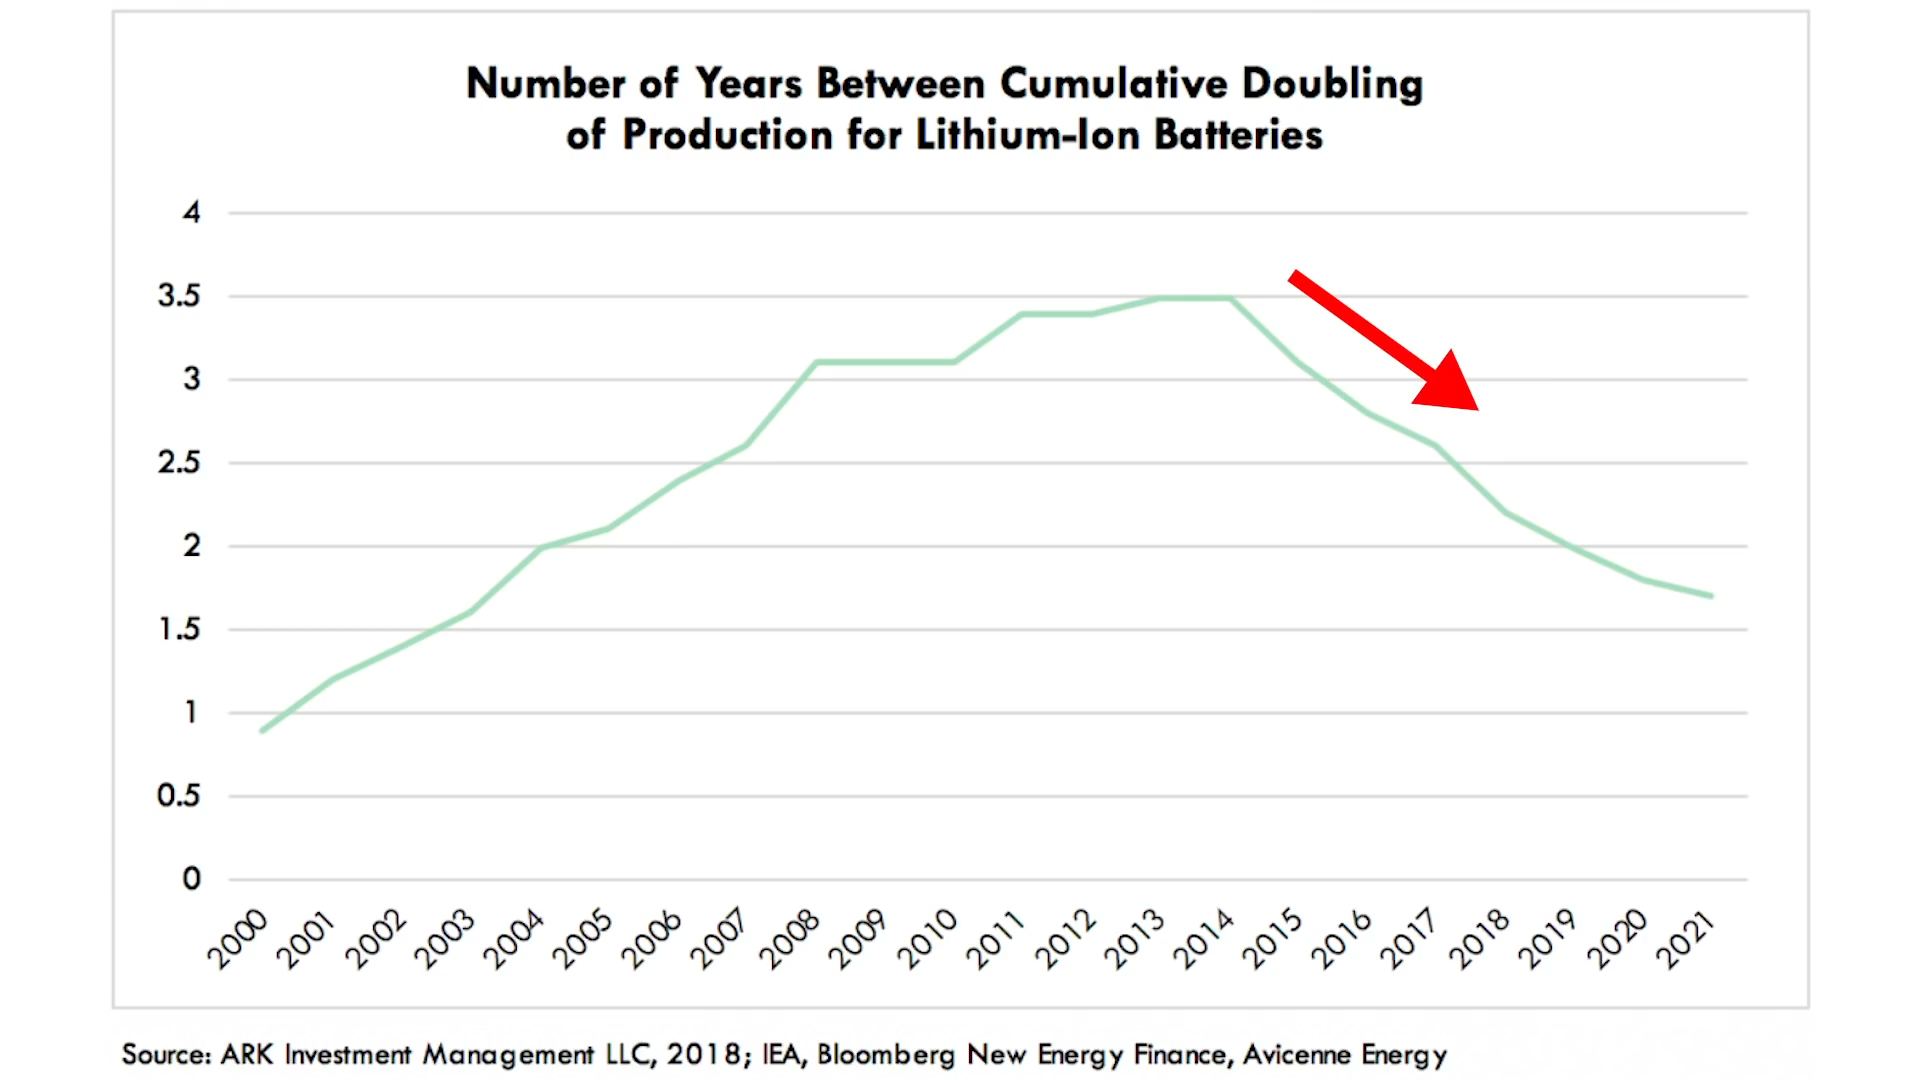 Number of Years Between Cumulative Doubling
of Production for Lithium-Ion Batteries
4
3.5
3
2.5
2
1.5
1
0.5
0
2000 2001 2002 2003 2004 2005 2006 2007 2008 2009 2010 2011 2012 2013 2014 2015 2016 2017 2018 2019 2020 2021
Source: ARK Investment Management LLC, 2018; IEA, Bloomberg New Energy Finance, Avicenne Energy